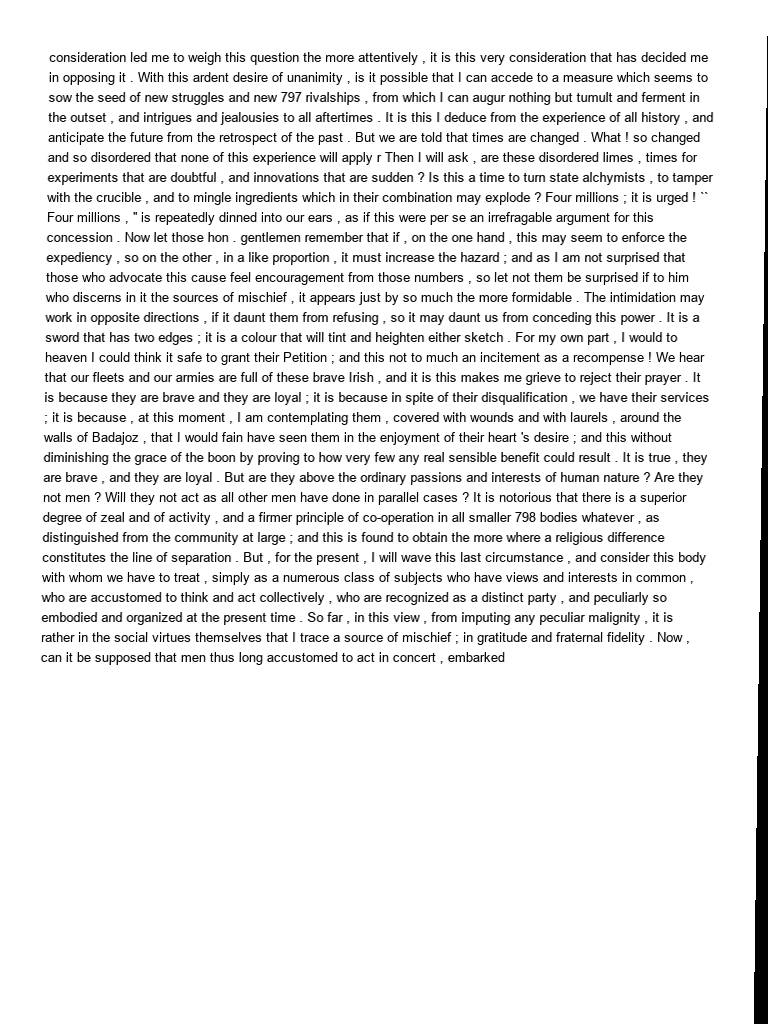 consideration led me to weigh this question the more attentively , it is this very consideration that has decided me
in opposing it . With this ardent desire of unanimity , is it possible that I can accede to a measure which seems to
sow the seed of new struggles and new 797 rivalships , from which I can augur nothing but tumult and ferment in
the outset , and intrigues and jealousies to all aftertimes . It is this I deduce from the experience of all history , and
anticipate the future from the retrospect of the past . But we are told that times are changed . What ! so changed
and so disordered that none of this experience will apply r Then I will ask , are these disordered limes , times for
experiments that are doubtful , and innovations that are sudden ? Is this a time to turn state alchymists , to tamper
with the crucible , and to mingle ingredients which in their combination may explode ? Four millions ; it is urged ! ``
Four millions , '' is repeatedly dinned into our ears , as if this were per se an irrefragable argument for this
concession . Now let those hon . gentlemen remember that if , on the one hand , this may seem to enforce the
expediency , so on the other , in a like proportion , it must increase the hazard ; and as I am not surprised that
those who advocate this cause feel encouragement from those numbers , so let not them be surprised if to him
who discerns in it the sources of mischief , it appears just by so much the more formidable . The intimidation may
work in opposite directions , if it daunt them from refusing , so it may daunt us from conceding this power . It is a
sword that has two edges ; it is a colour that will tint and heighten either sketch . For my own part , I would to
heaven I could think it safe to grant their Petition ; and this not to much an incitement as a recompense ! We hear
that our fleets and our armies are full of these brave Irish , and it is this makes me grieve to reject their prayer . It
is because they are brave and they are loyal ; it is because in spite of their disqualification , we have their services
; it is because , at this moment , I am contemplating them , covered with wounds and with laurels , around the
walls of Badajoz , that I would fain have seen them in the enjoyment of their heart 's desire ; and this without
diminishing the grace of the boon by proving to how very few any real sensible benefit could result . It is true , they
are brave , and they are loyal . But are they above the ordinary passions and interests of human nature ? Are they
not men ? Will they not act as all other men have done in parallel cases ? It is notorious that there is a superior
degree of zeal and of activity , and a firmer principle of co-operation in all smaller 798 bodies whatever , as
distinguished from the community at large ; and this is found to obtain the more where a religious difference
constitutes the line of separation . But , for the present , I will wave this last circumstance , and consider this body
with whom we have to treat , simply as a numerous class of subjects who have views and interests in common ,
who are accustomed to think and act collectively , who are recognized as a distinct party , and peculiarly so
embodied and organized at the present time . So far , in this view , from imputing any peculiar malignity , it is
rather in the social virtues themselves that I trace a source of mischief ; in gratitude and fraternal fidelity . Now ,
can it be supposed that men thus long accustomed to act in concert , embarked